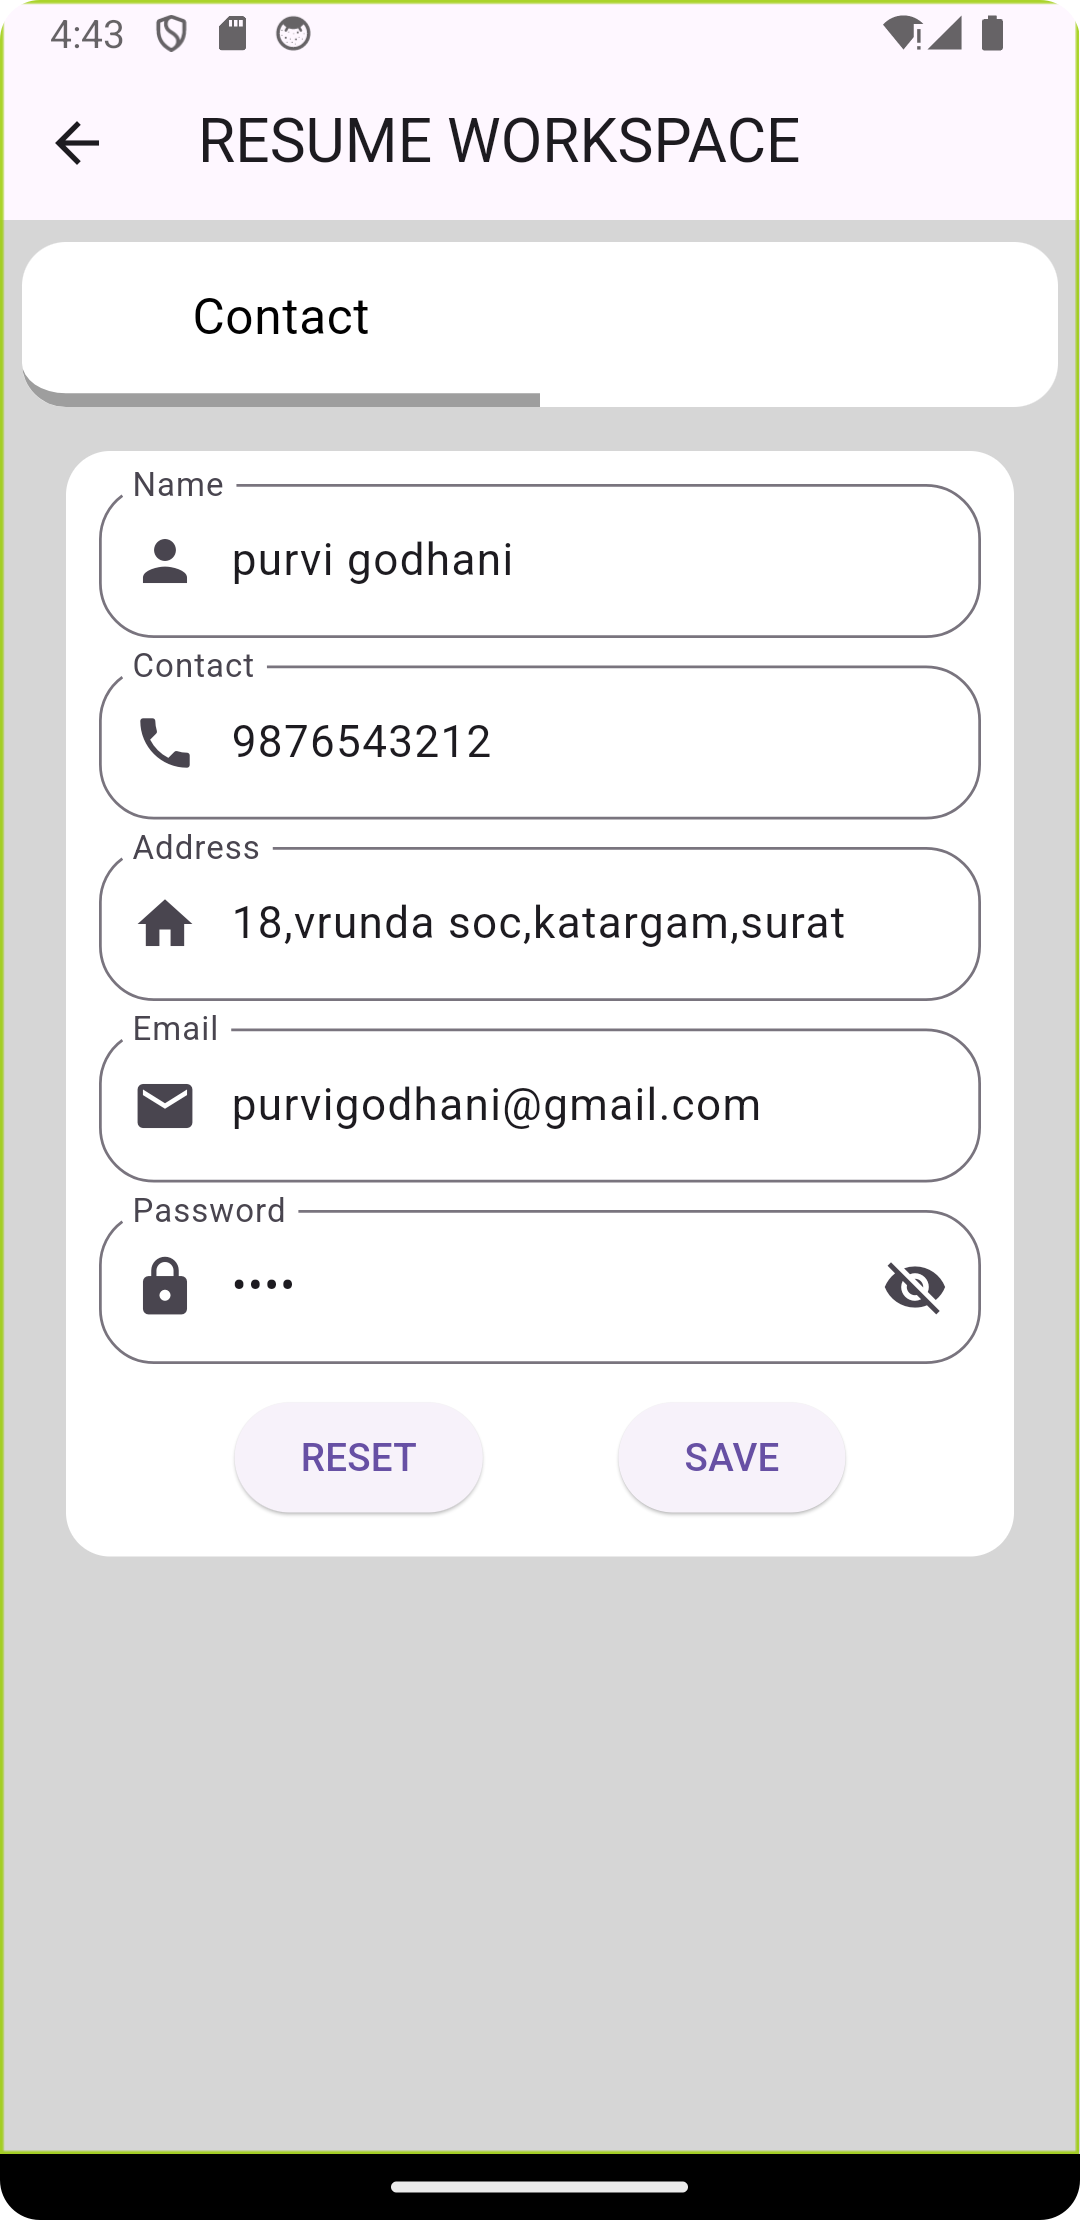 4:43
RESUME WORKSPACE
Contact
Name
purvi godhani
Contact
9876543212
Address
18,vrunda soc,katargam,surat
Email
purvigodhani@gmail.com
Password
••••
RESET
SAVE